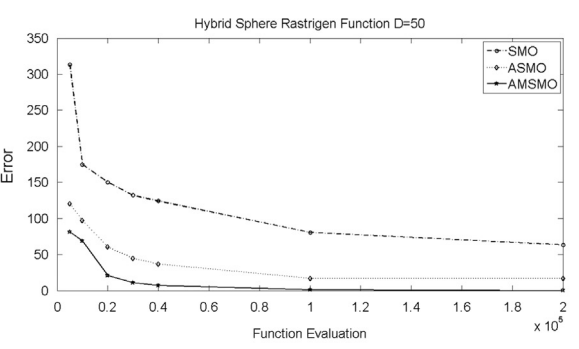 Hybrid Sphere Rastrigen Function D=50
350
300
250
200
150
100
50
0
Error
SMO
ASMO
AMSMO
0 0.2 0.4 0.6 0.8 1 1.2 1.4 1.6 1.8 2
x 10⁵
Function Evaluation